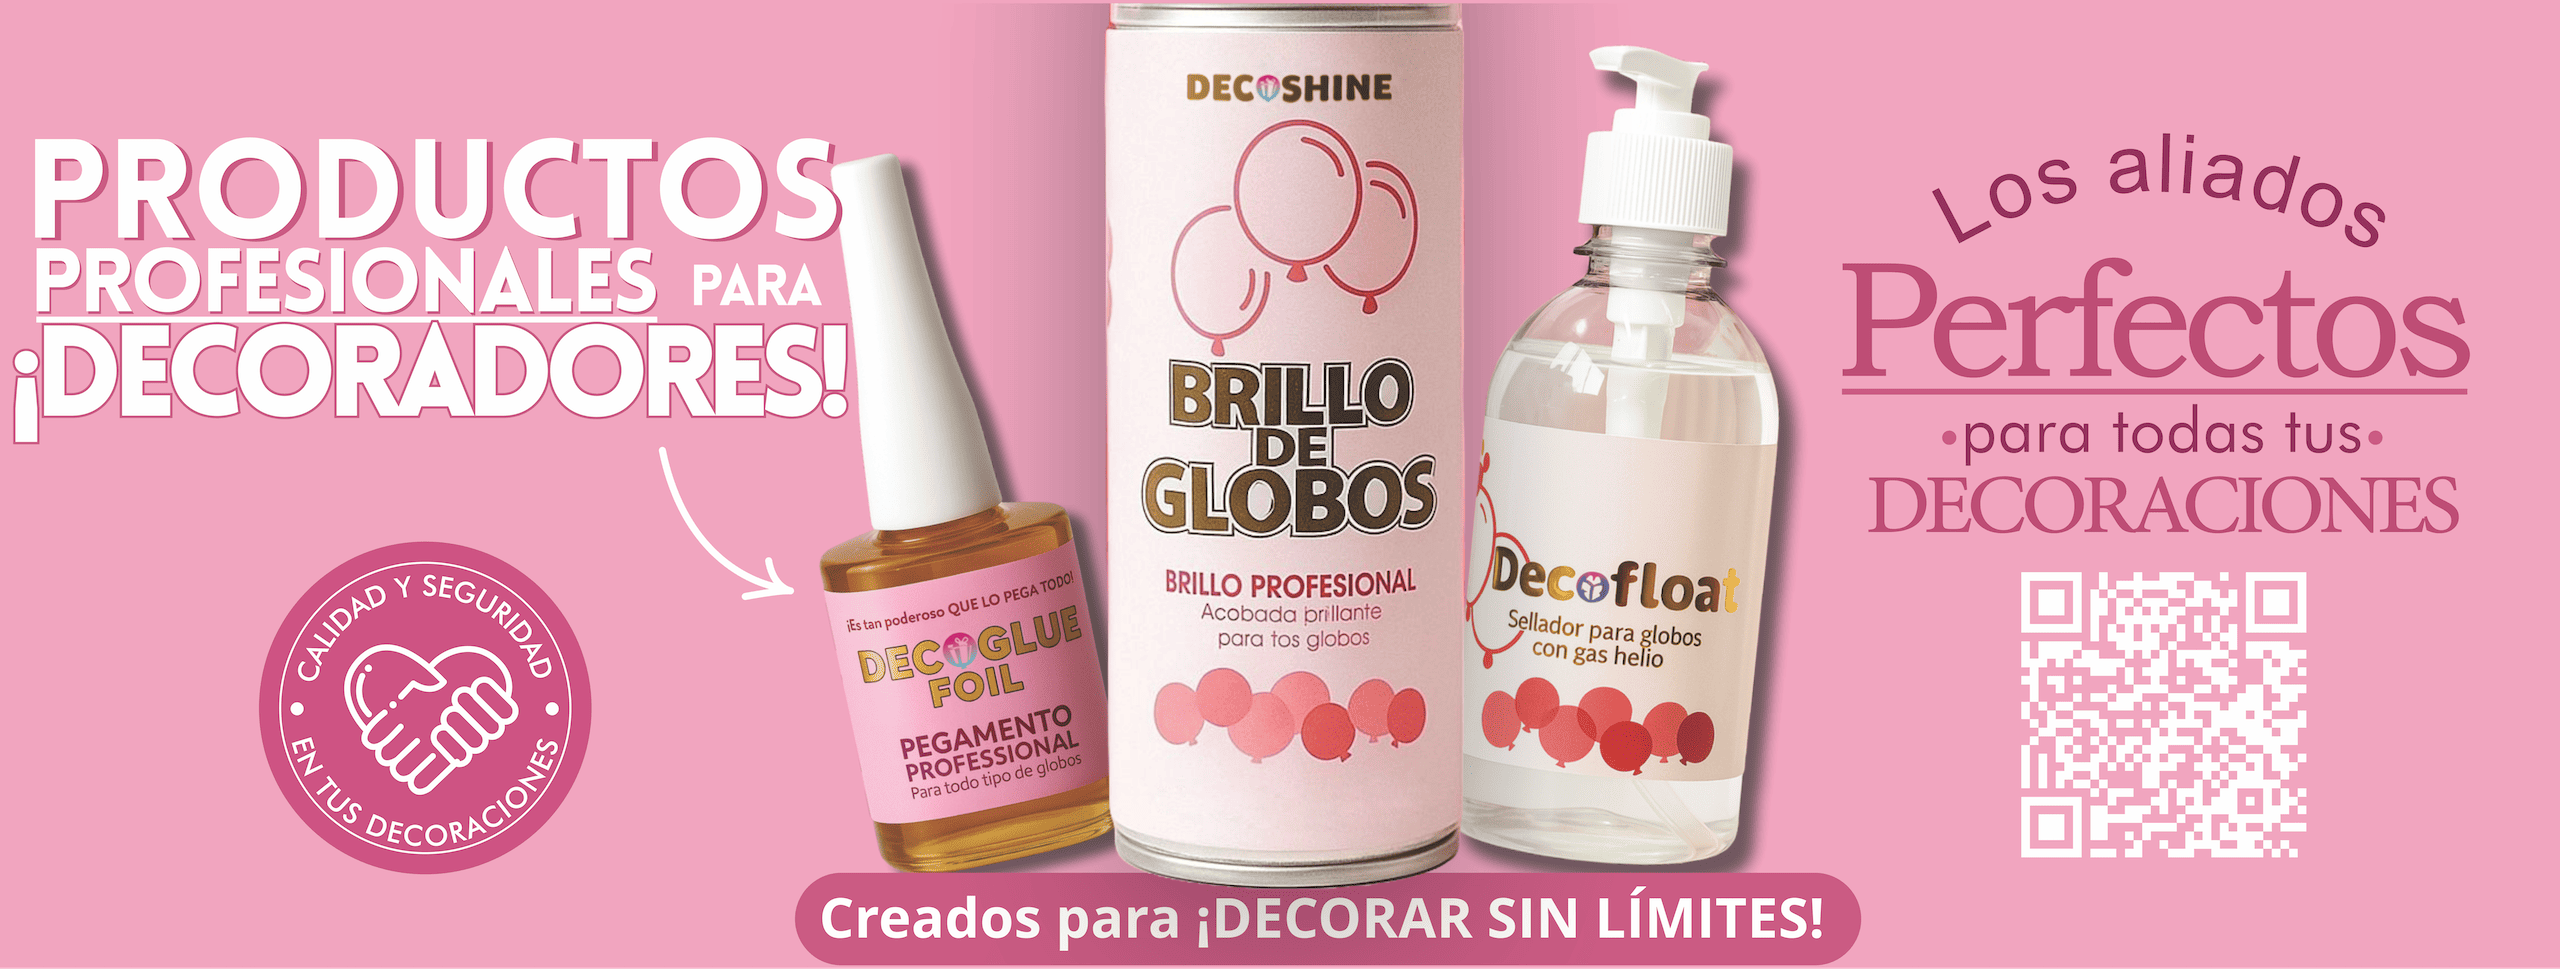 PRODUCTOS
PROFESIONALES PARA
¡DECORADORES!
CALIDAD Y SEGURIDAD
EN TUS DECORACIONES
¡Es tan poderoso QUE LO PEGA TODO!
DECOGLUE
FOIL
PEGAMENTO
PROFESSIONAL
Para todo tipo de globos
DECOSHINE
BRILLO
DE
GLOBOS
BRILLO PROFESIONAL
Acobada brillante
para tos globos
Decofloat
Sellador para globos
con gas helio
Creados para ¡DECORAR SIN LÍMITES!
Los aliados
Perfectos
•para todas tus•
DECORACIONES